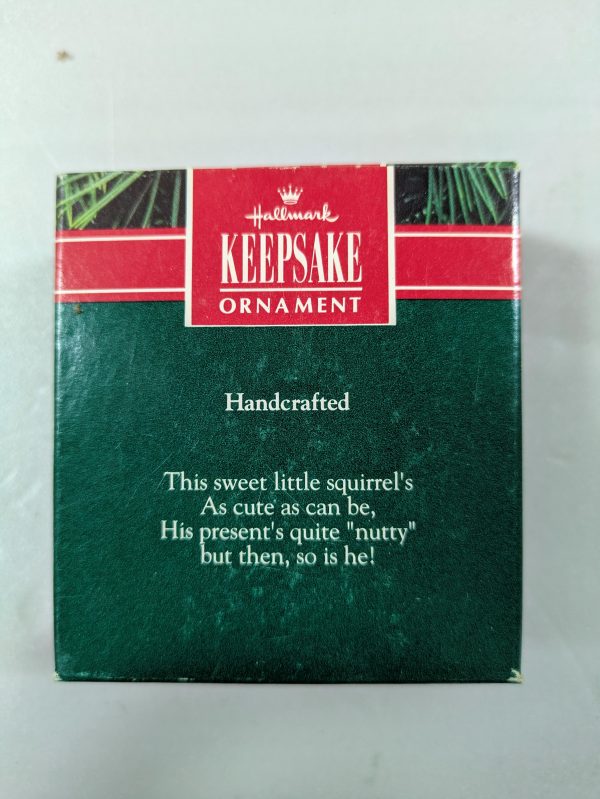 Hallmark
KEEPSAKE
ORNAMENT
Handcrafted
This sweet little squirrel's
As cute as can be,
His present's quite "nutty"
but then, so is he!